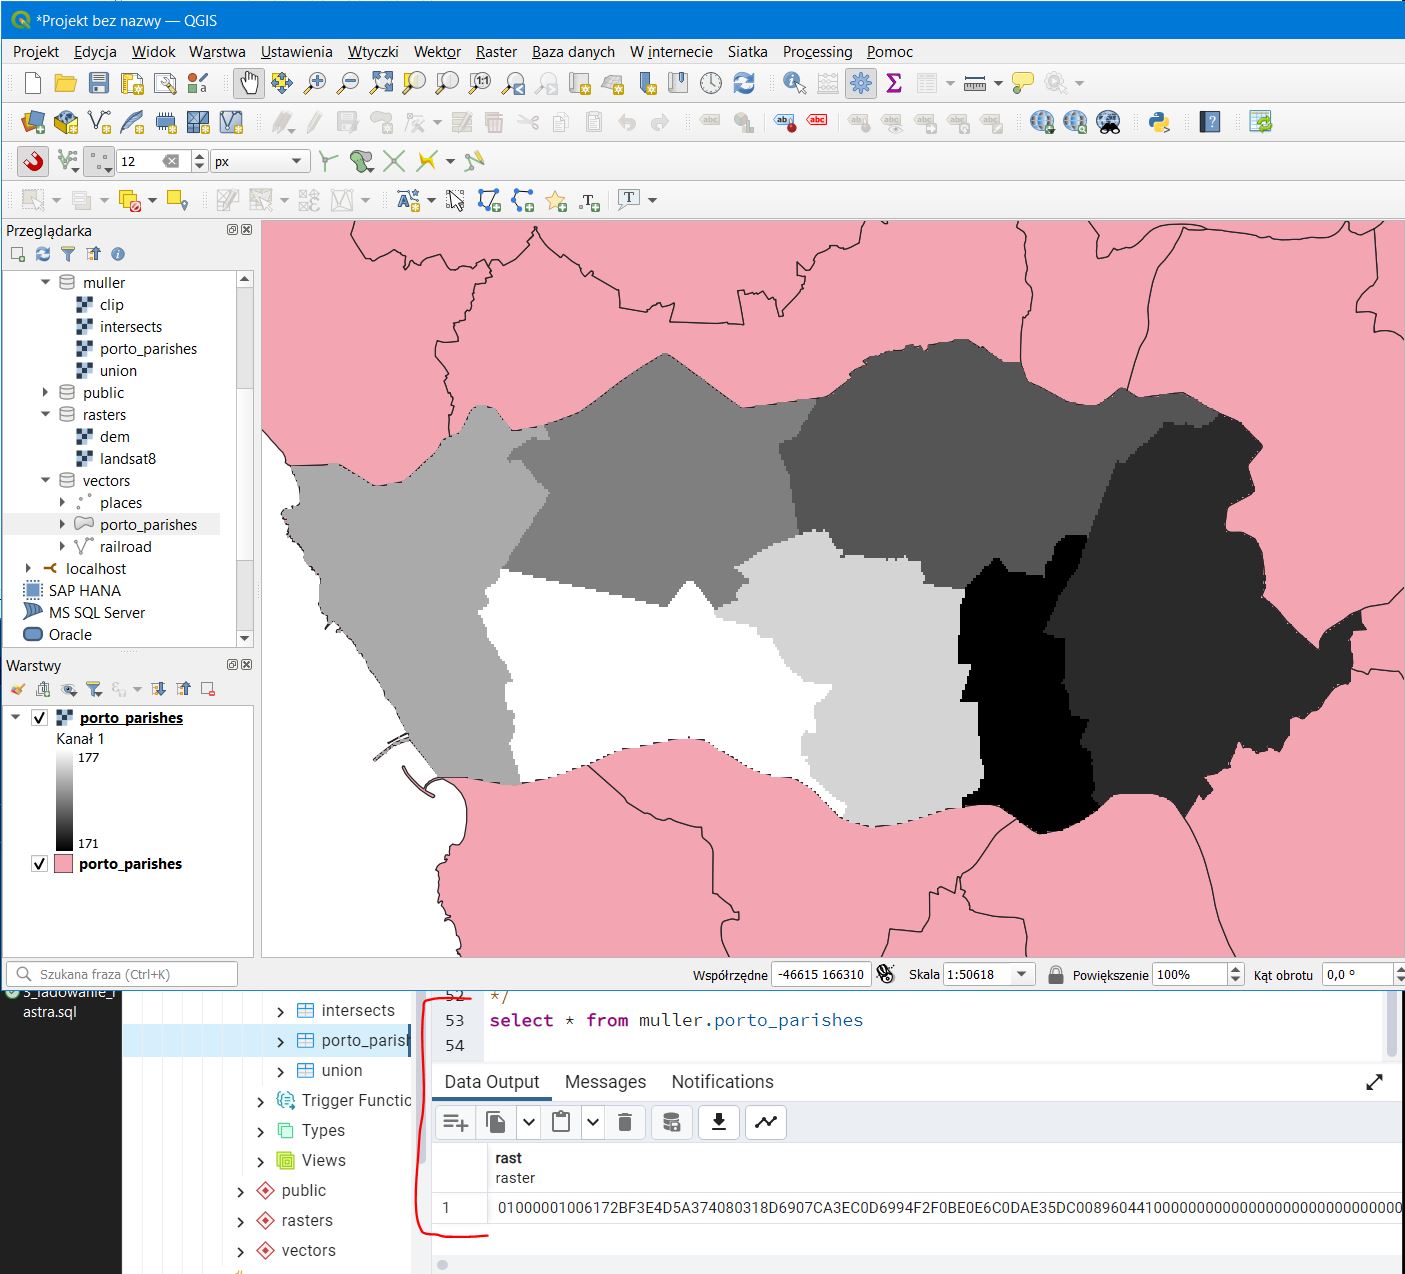 *Projekt bez nazwy — QGIS
Projekt Edycja Widok Warstwa Ustawienia Wtyczki Wektor Raster Baza danych W internecie Siatka Processing Pomoc
12 px
Przeglądarka
muller
clip
intersects
porto_parishes
union
public
rasters
dem
landsat8
vectors
places
porto_parishes
railroad
localhost
SAP HANA
MS SQL Server
Oracle
Warstwy
porto_parishes
Kanał 1
177
171
porto_parishes
Szukana fraza (Ctrl+K)
Współrzędne -46615 166310 Skala 1:50618 Powiększenie 100% Kąt obrotu 0,0 °
astra.sql
intersects
porto_paris
union
Trigger Functio
Types
Views
public
rasters
vectors
52 */
53 select * from muller.porto_parishes
54
Data Output Messages Notifications
rast
raster
1